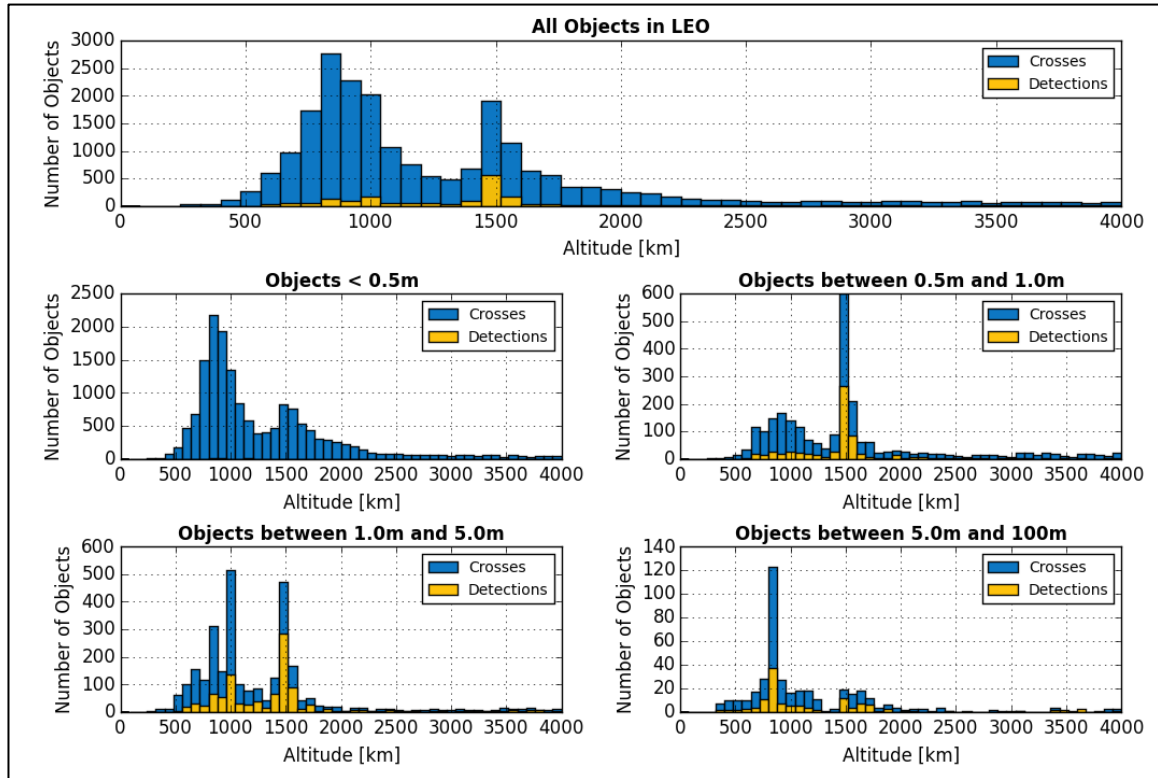 All Objects in LEO
Number of Objects
3000
2500
2000
1500
1000
500
0
Crosses
Detections
0 500 1000 1500 2000 2500 3000 3500 4000
Altitude [km]
Objects < 0.5m
Number of Objects
2500
2000
1500
1000
500
0
Crosses
Detections
0 500 1000 1500 2000 2500 3000 3500 4000
Altitude [km]
Objects between 0.5m and 1.0m
Number of Objects
600
500
400
300
200
100
0
Crosses
Detections
0 500 1000 1500 2000 2500 3000 3500 4000
Altitude [km]
Objects between 1.0m and 5.0m
Number of Objects
600
500
400
300
200
100
0
Crosses
Detections
0 500 1000 1500 2000 2500 3000 3500 4000
Altitude [km]
Objects between 5.0m and 100m
Number of Objects
140
120
100
80
60
40
20
0
Crosses
Detections
0 500 1000 1500 2000 2500 3000 3500 4000
Altitude [km]